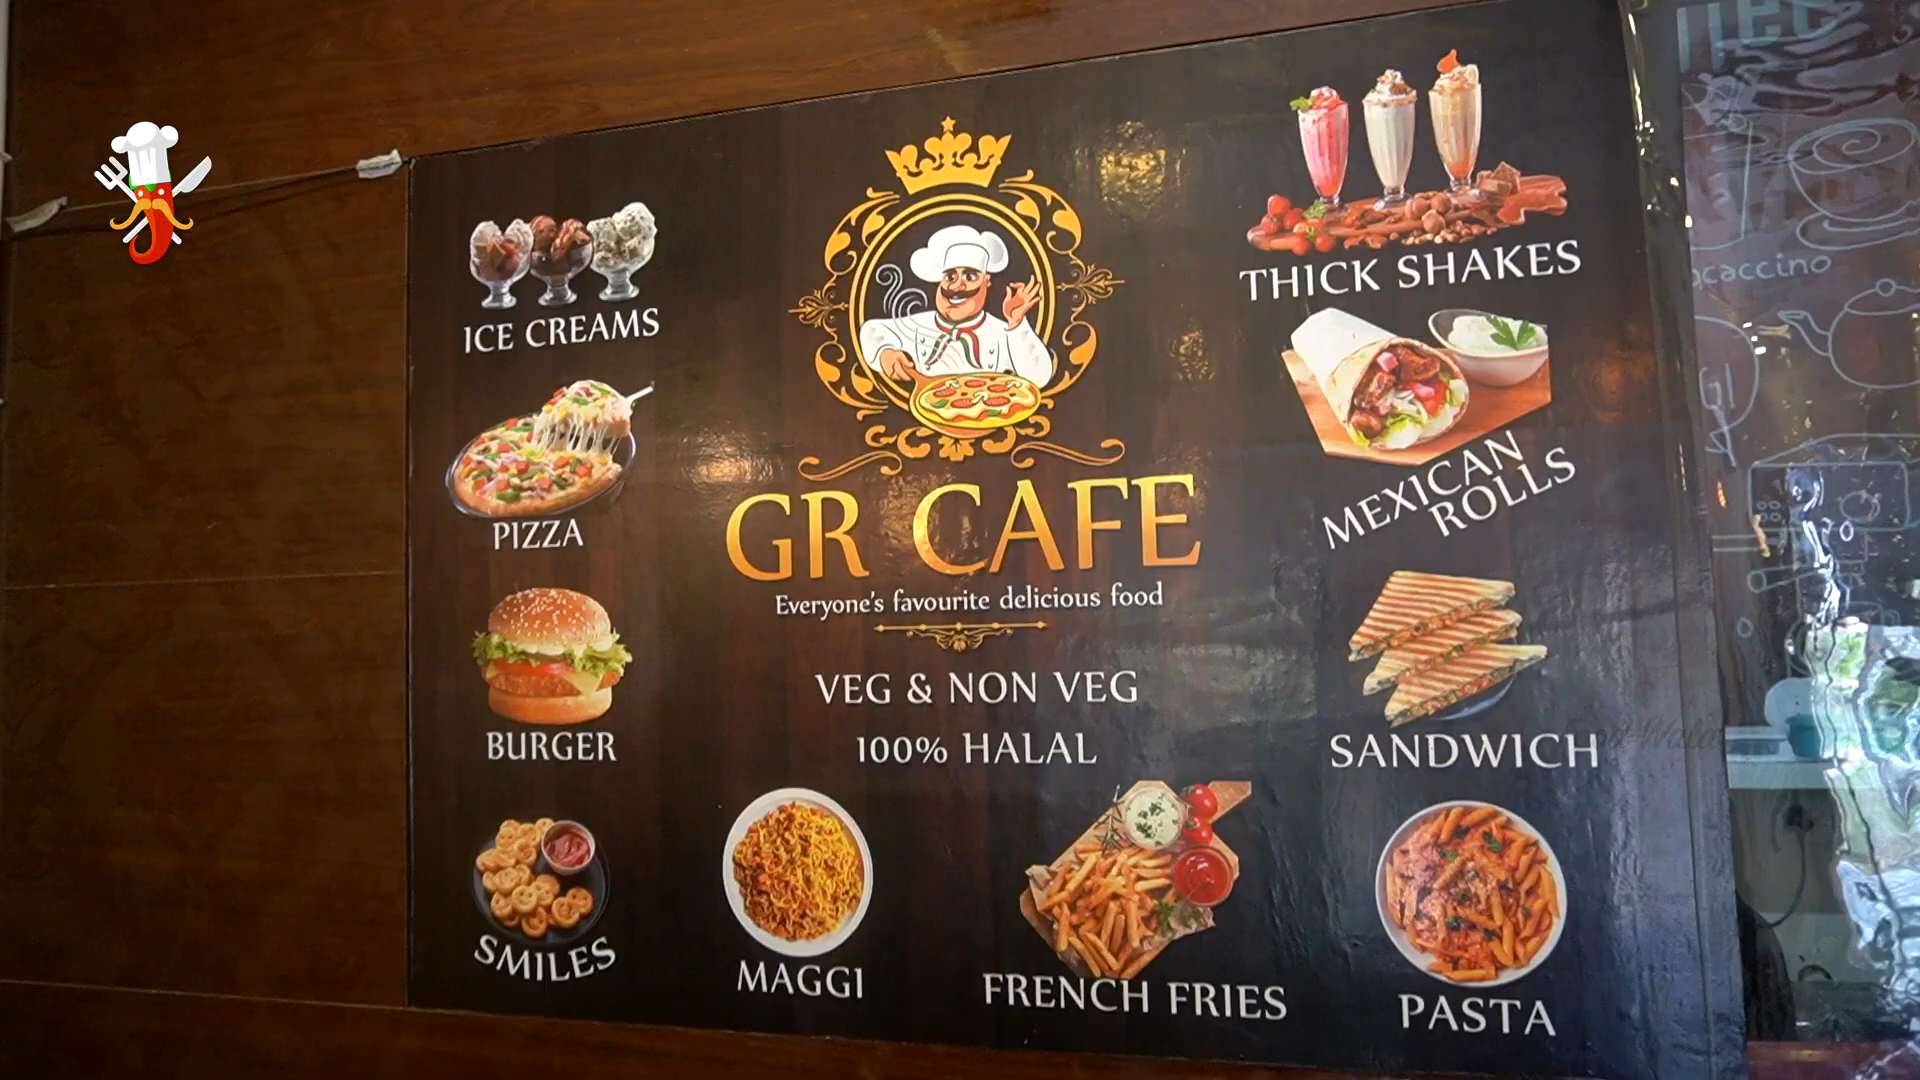 ICE CREAMS
THICK SHAKES
PIZZA
MEXICAN
ROLLS
GR CAFE
Everyone's favourite delicious food
BURGER
VEG & NON VEG
100% HALAL
SANDWICH
SMILES
MAGGI
FRENCH FRIES
PASTA